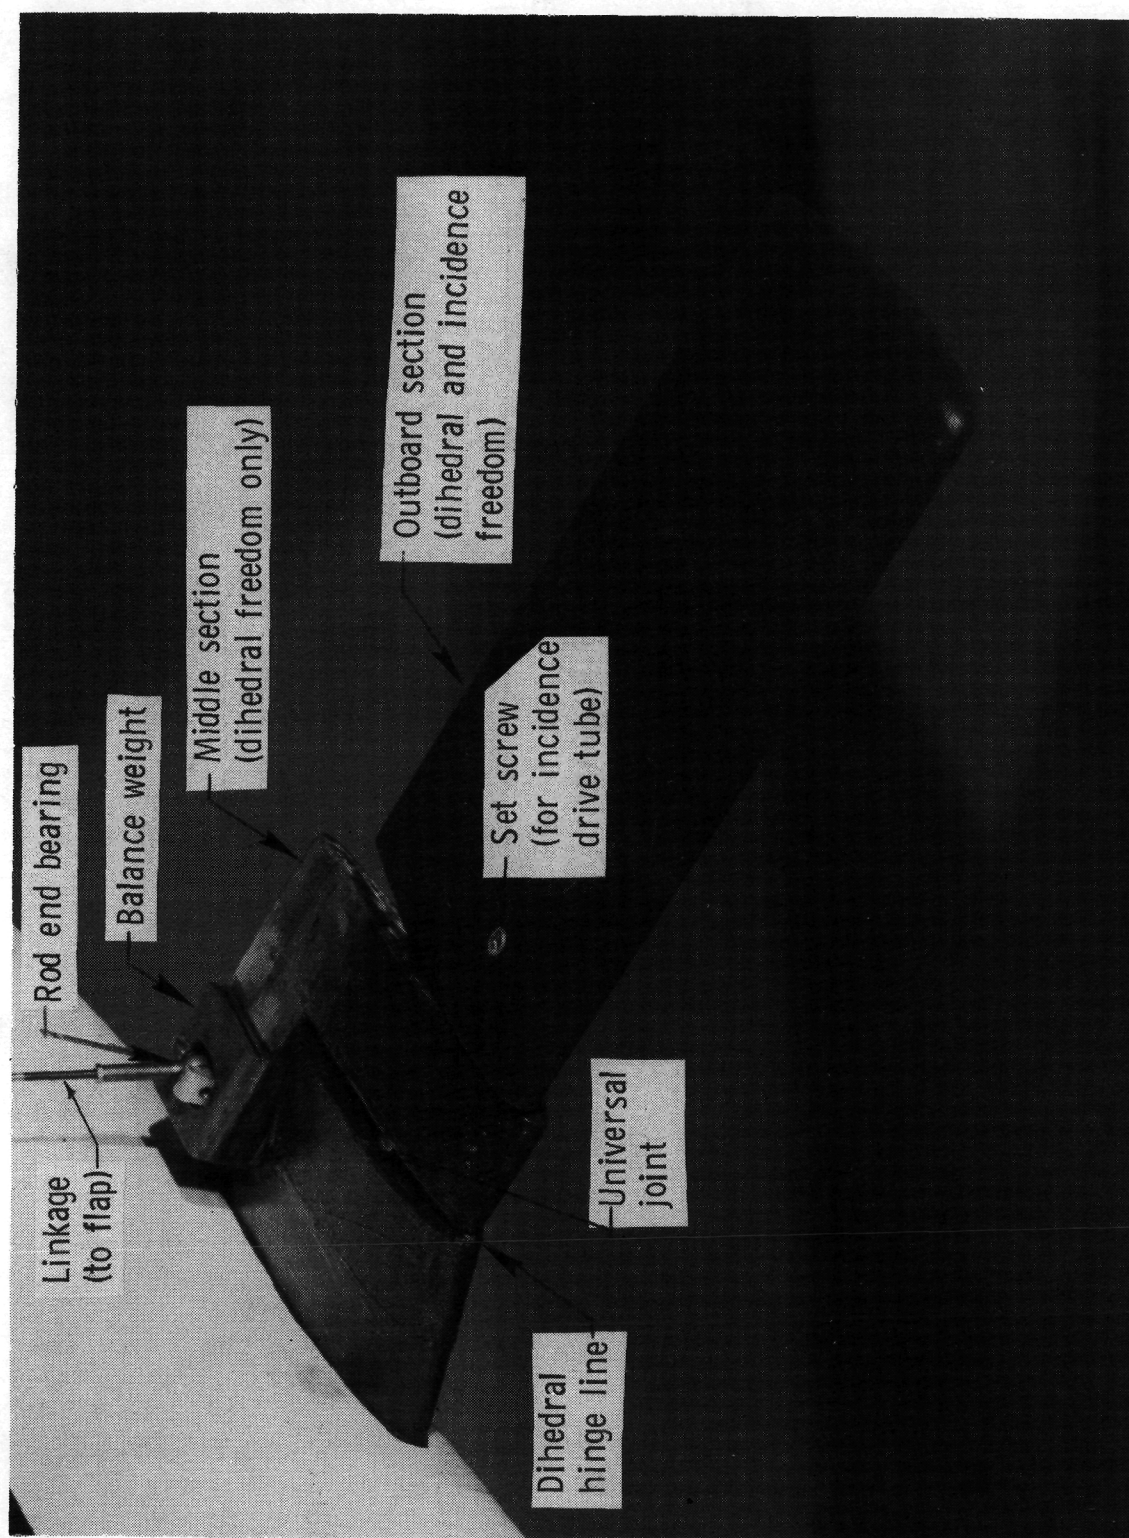 Linkage
(to flap)
Rod end bearing
Balance weight
Middle section
(dihedral freedom only)
Outboard section
(dihedral and incidence
freedom)
Set screw
(for incidence
drive tube)
Dihedral
hinge line
Universal
joint